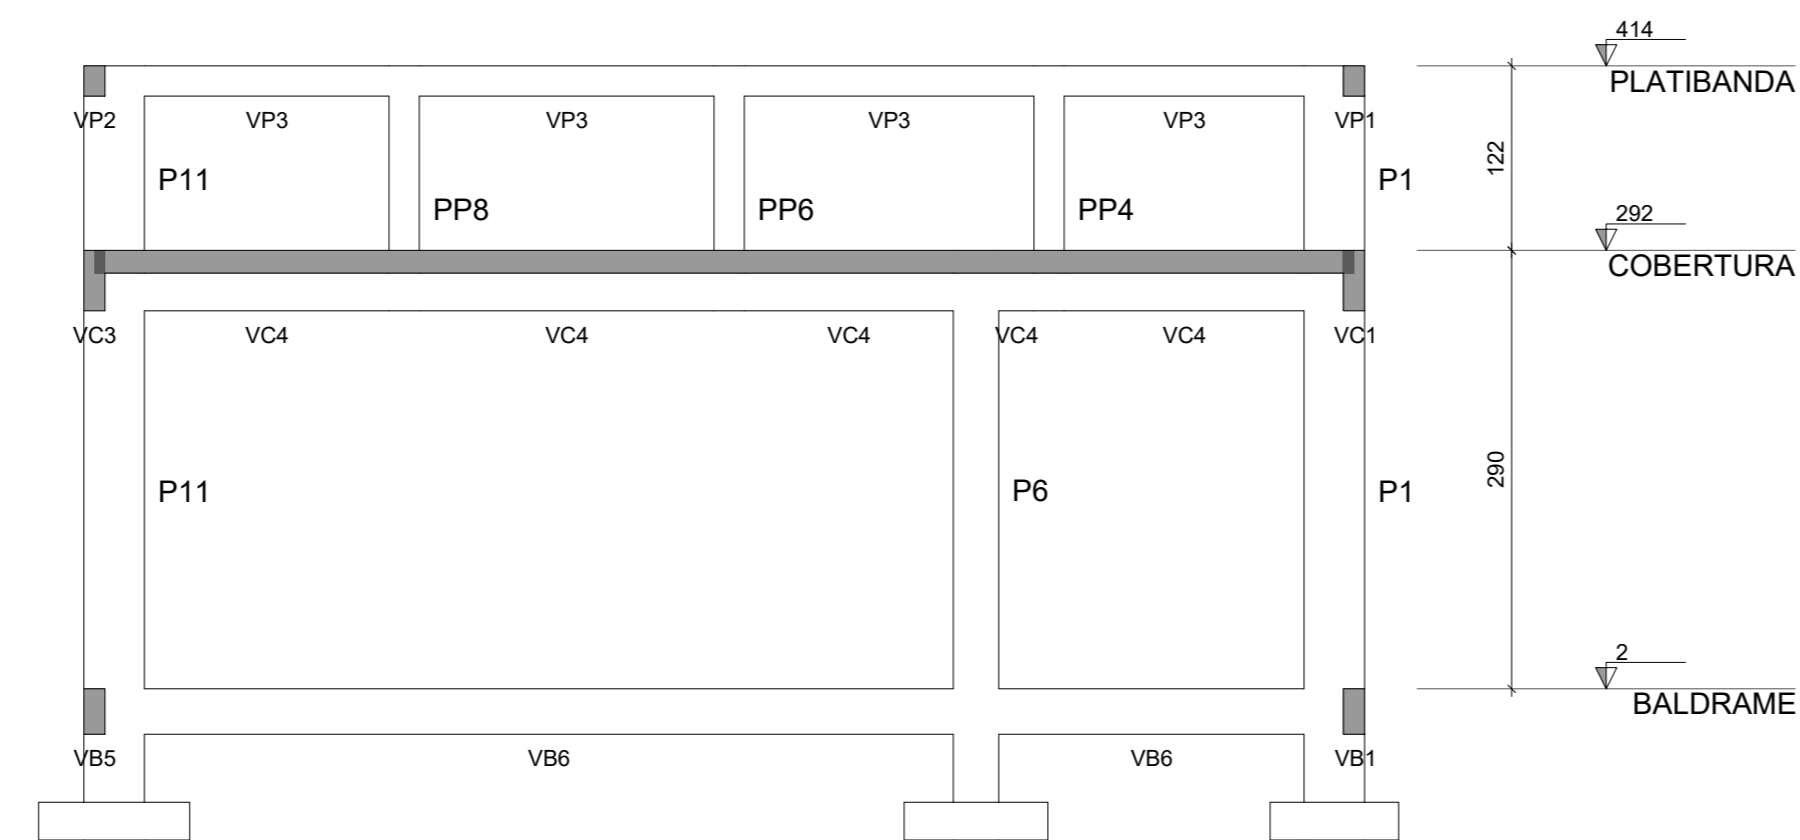 414
PLATIBANDA
VP2 VP3 VP3 VP3 VP3 VP1
122
P11 P1
PP8 PP6 PP4
292
COBERTURA
VC3 VC4 VC4 VC4 VC4 VC4 VC1
290
P11 P6 P1
2
BALDRAME
VB5 VB6 VB6 VB1